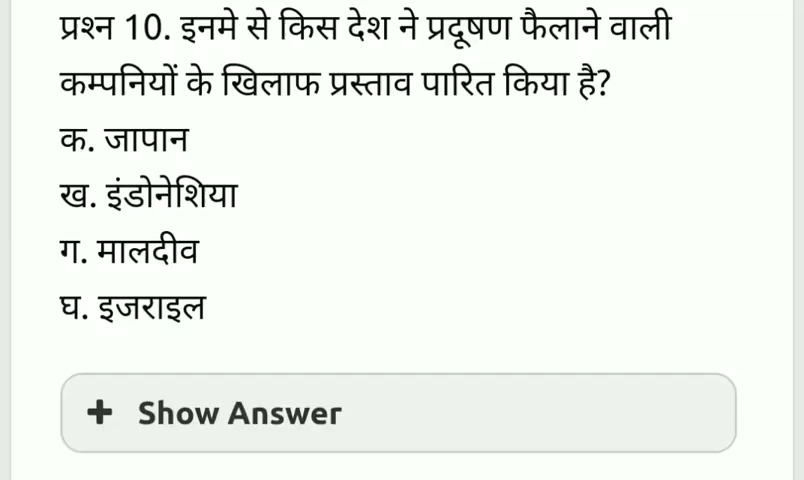 प्रश्न 10. इनमे से किस देश ने प्रदूषण फैलाने वाली
कम्पनियों के खिलाफ प्रस्ताव पारित किया है?
क. जापान
ख. इंडोनेशिया
ग. मालदीव
घ. इजराइल
+ Show Answer